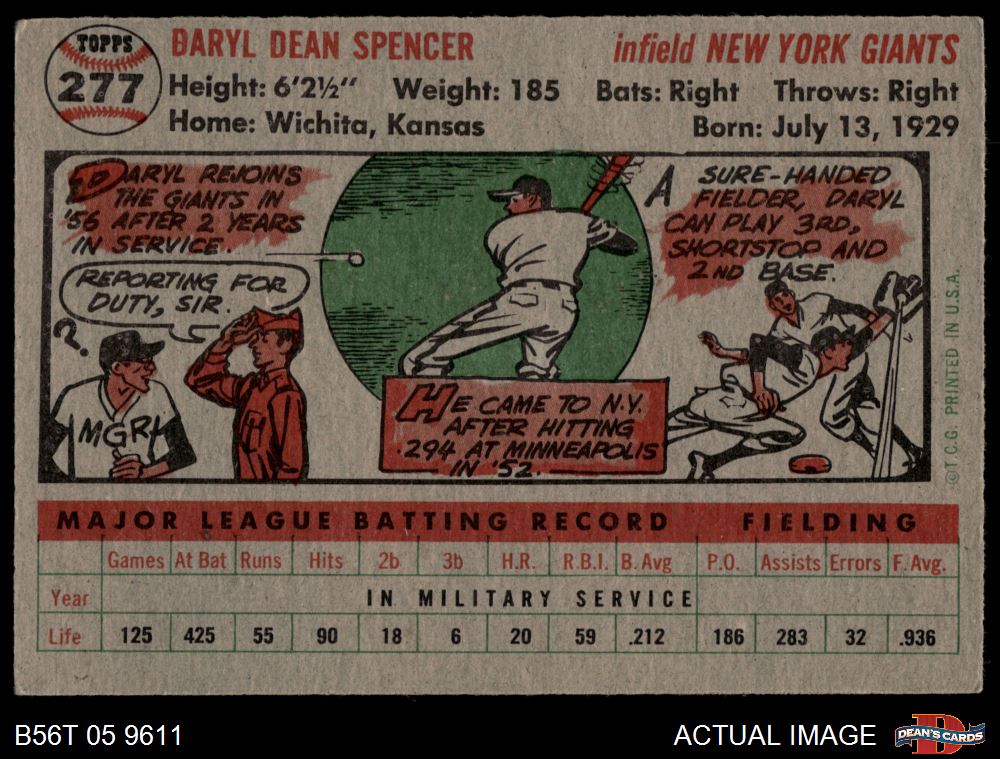 TOPPS
277
BARYL DEAN SPENCER
infield NEW YORK GIANTS
Height: 6'2½" Weight: 185 Bats: Right Throws: Right
Home: Wichita, Kansas Born: July 13, 1929
DARYL REJOINS
THE GIANTS IN
'56 AFTER 2 YEARS
IN SERVICE.
REPORTING FOR
DUTY, SIR.
?
MGR
HE CAME TO N.Y.
AFTER HITTING
.294 AT MINNEAPOLIS
IN '52.
A SURE-HANDED
FIELDER, DARYL
CAN PLAY 3RD,
SHORTSTOP AND
2ND BASE.
©T.C.G. PRINTED IN U.S.A.
MAJOR LEAGUE BATTING RECORD FIELDING
Games At Bat Runs Hits 2b 3b H.R. R.B.I. B. Avg P.O. Assists Errors F. Avg.
Year IN MILITARY SERVICE
Life 125 425 55 90 18 6 20 59 .212 186 283 32 .936
B56T 05 9611
ACTUAL IMAGE
DEAN'S CARDS